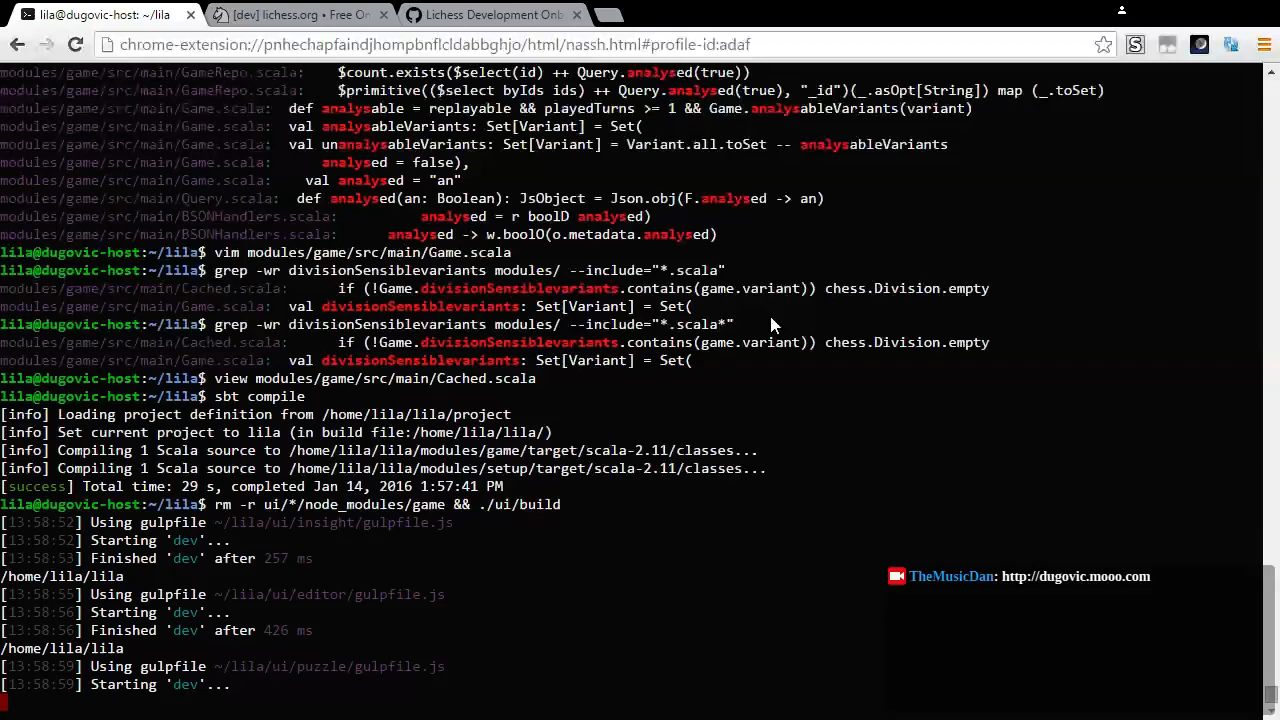 lila@dugovic-host: ~/lila
[dev] lichess.org • Free On
Lichess Development Onb
chrome-extension://pnhechapfaindjhompbnflcldabbghjo/html/nassh.html#profile-id:adaf
modules/game/src/main/GameRepo.scala:    $count.exists($select(id) ++ Query.analysed(true))
modules/game/src/main/GameRepo.scala:    $primitive(($select byIds ids) ++ Query.analysed(true), "_id")(_.asOpt[String]) map (_.toSet)
modules/game/src/main/Game.scala:  def analysable = replayable && playedTurns >= 1 && Game.analysableVariants(variant)
modules/game/src/main/Game.scala:  val analysableVariants: Set[Variant] = Set(
modules/game/src/main/Game.scala:  val unanalysableVariants: Set[Variant] = Variant.all.toSet -- analysableVariants
modules/game/src/main/Game.scala:      analysed = false),
modules/game/src/main/Game.scala:    val analysed = "an"
modules/game/src/main/Query.scala:  def analysed(an: Boolean): JsObject = Json.obj(F.analysed -> an)
modules/game/src/main/BSONHandlers.scala:          analysed = r boolD analysed)
modules/game/src/main/BSONHandlers.scala:      analysed -> w.boolO(o.metadata.analysed)
lila@dugovic-host:~/lila$ vim modules/game/src/main/Game.scala
lila@dugovic-host:~/lila$ grep -wr divisionSensiblevariants modules/ --include="*.scala"
modules/game/src/main/Cached.scala:      if (!Game.divisionSensiblevariants.contains(game.variant)) chess.Division.empty
modules/game/src/main/Game.scala:  val divisionSensiblevariants: Set[Variant] = Set(
lila@dugovic-host:~/lila$ grep -wr divisionSensiblevariants modules/ --include="*.scala*"
modules/game/src/main/Cached.scala:      if (!Game.divisionSensiblevariants.contains(game.variant)) chess.Division.empty
modules/game/src/main/Game.scala:  val divisionSensiblevariants: Set[Variant] = Set(
lila@dugovic-host:~/lila$ view modules/game/src/main/Cached.scala
lila@dugovic-host:~/lila$ sbt compile
[info] Loading project definition from /home/lila/lila/project
[info] Set current project to lila (in build file:/home/lila/lila/)
[info] Compiling 1 Scala source to /home/lila/lila/modules/game/target/scala-2.11/classes...
[info] Compiling 1 Scala source to /home/lila/lila/modules/setup/target/scala-2.11/classes...
[success] Total time: 29 s, completed Jan 14, 2016 1:57:41 PM
lila@dugovic-host:~/lila$ rm -r ui/*/node_modules/game && ./ui/build
[13:58:52] Using gulpfile ~/lila/ui/insight/gulpfile.js
[13:58:52] Starting 'dev'...
[13:58:53] Finished 'dev' after 257 ms
/home/lila/lila
[13:58:55] Using gulpfile ~/lila/ui/editor/gulpfile.js
[13:58:56] Starting 'dev'...
[13:58:56] Finished 'dev' after 426 ms
/home/lila/lila
[13:58:59] Using gulpfile ~/lila/ui/puzzle/gulpfile.js
[13:58:59] Starting 'dev'...
TheMusicDan: http://dugovic.mooo.com